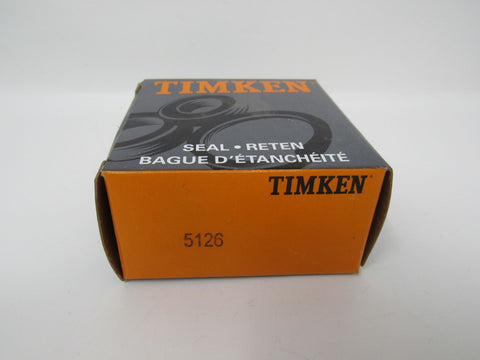 TIMKEN
SEAL • RETEN
BAGUE D'ÉTANCHÉITÉ
TIMKEN
5126